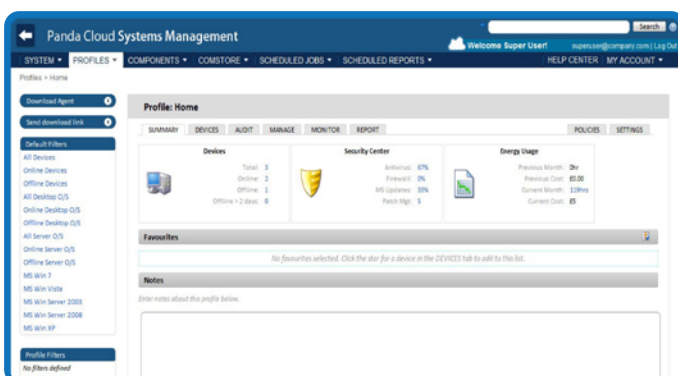 Panda Cloud Systems Management
Search
Welcome Super User!
superuser@company.com | Log Out
SYSTEM PROFILES COMPONENTS COMSTORE SCHEDULED JOBS SCHEDULED REPORTS HELP CENTER MY ACCOUNT
Profiles > Home
Download Agent
Send download link
Default Filters
All Devices
Online Devices
Offline Devices
All Desktop O/S
Online Desktop O/S
Offline Desktop O/S
All Server O/S
Online Server O/S
Offline Server O/S
MS Win 7
MS Win Vista
MS Win Server 2003
MS Win Server 2008
MS Win XP
Profile Filters
No filters defined
Profile: Home
SUMMARY DEVICES AUDIT MANAGE MONITOR REPORT POLICIES SETTINGS
Devices
Total: 3
Online: 2
Offline: 1
Offline > 2 days: 0
Security Center
Antivirus: 67%
Firewall: 0%
MS Updates: 33%
Patch Mgt: 5
Energy Usage
Previous Month: 0hr
Previous Cost: €0.00
Current Month: 119hrs
Current Cost: £5
Favourites
No favourites selected. Click the star for a device in the DEVICES tab to add to this list.
Notes
Enter notes about this profile below.